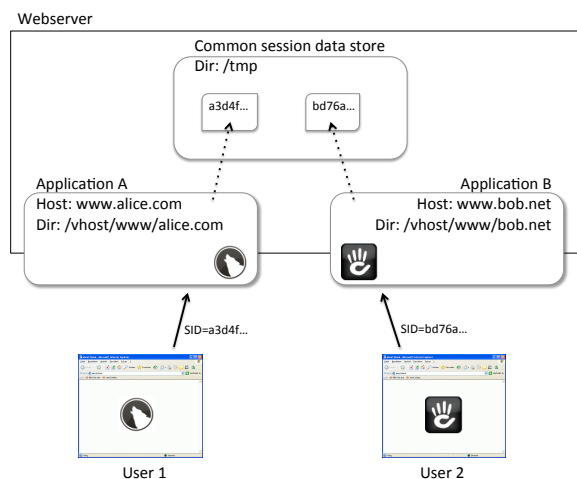 Webserver
Common session data store
Dir: /tmp
a3d4f...
bd76a...
Application A
Host: www.alice.com
Dir: /vhost/www/alice.com
Application B
Host: www.bob.net
Dir: /vhost/www/bob.net
SID=a3d4f...
SID=bd76a...
User 1
User 2